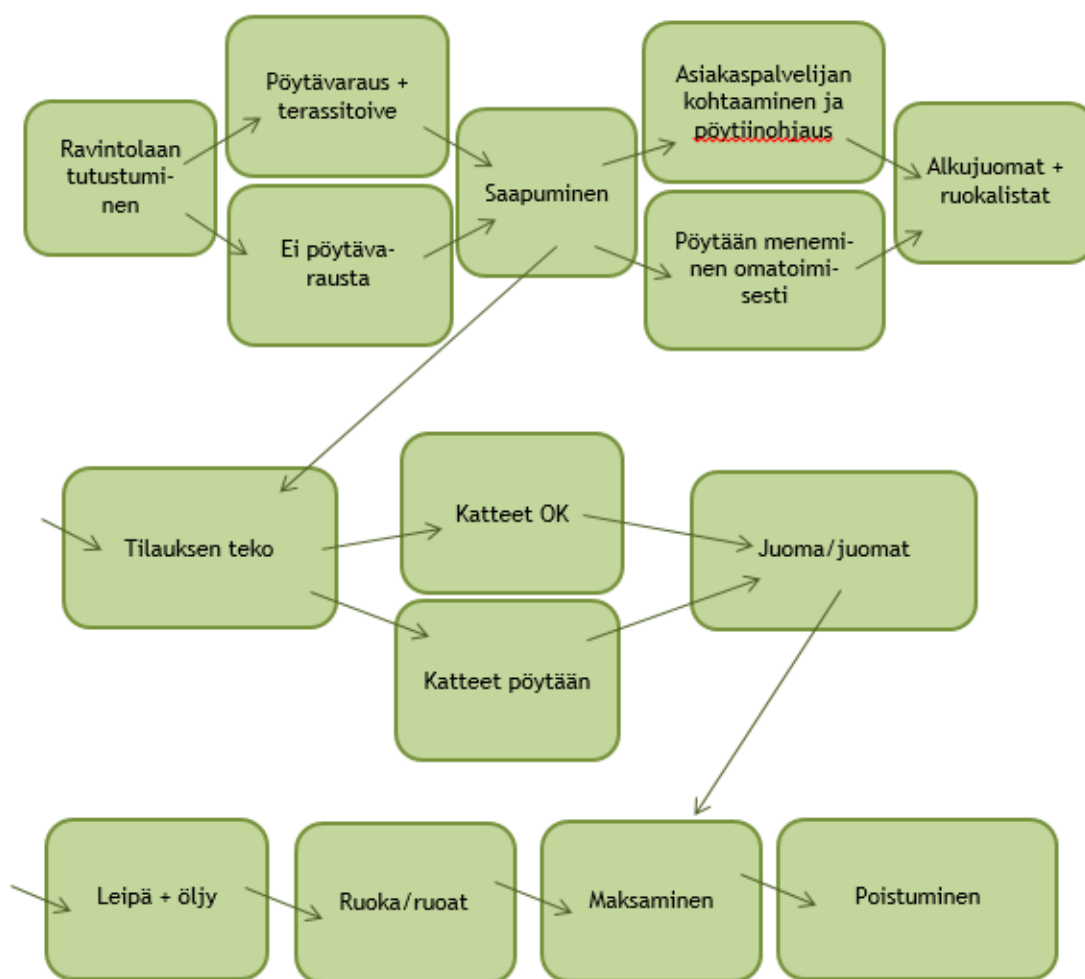 Ravintolaan
tutustumi-
nen
Pöytävaraus +
terassitoive
Ei pöytäva-
rausta
Saapuminen
Asiakaspalvelijan
kohtaaminen ja
pöytiinohjaus
Pöytään menemi-
nen omatoimi-
sesti
Alkujuomat +
ruokalistat
Tilauksen teko
Katteet OK
Katteet pöytään
Juoma/juomat
Leipä + öljy
Ruoka/ruoat
Maksaminen
Poistuminen